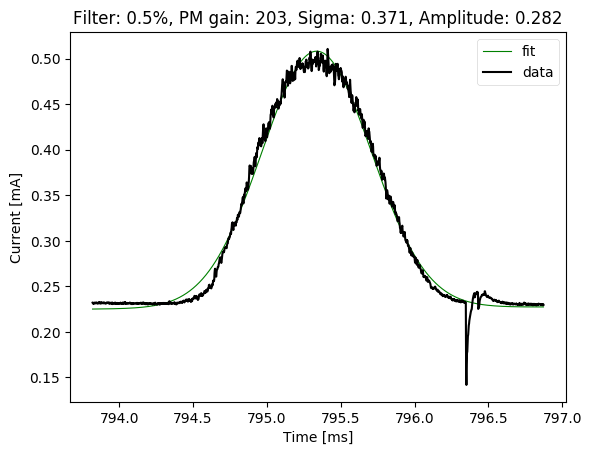 Filter: 0.5%, PM gain: 203, Sigma: 0.371, Amplitude: 0.282
fit
data
0.50
0.45
0.40
0.35
0.30
0.25
0.20
0.15
Current [mA]
794.0 794.5 795.0 795.5 796.0 796.5 797.0
Time [ms]